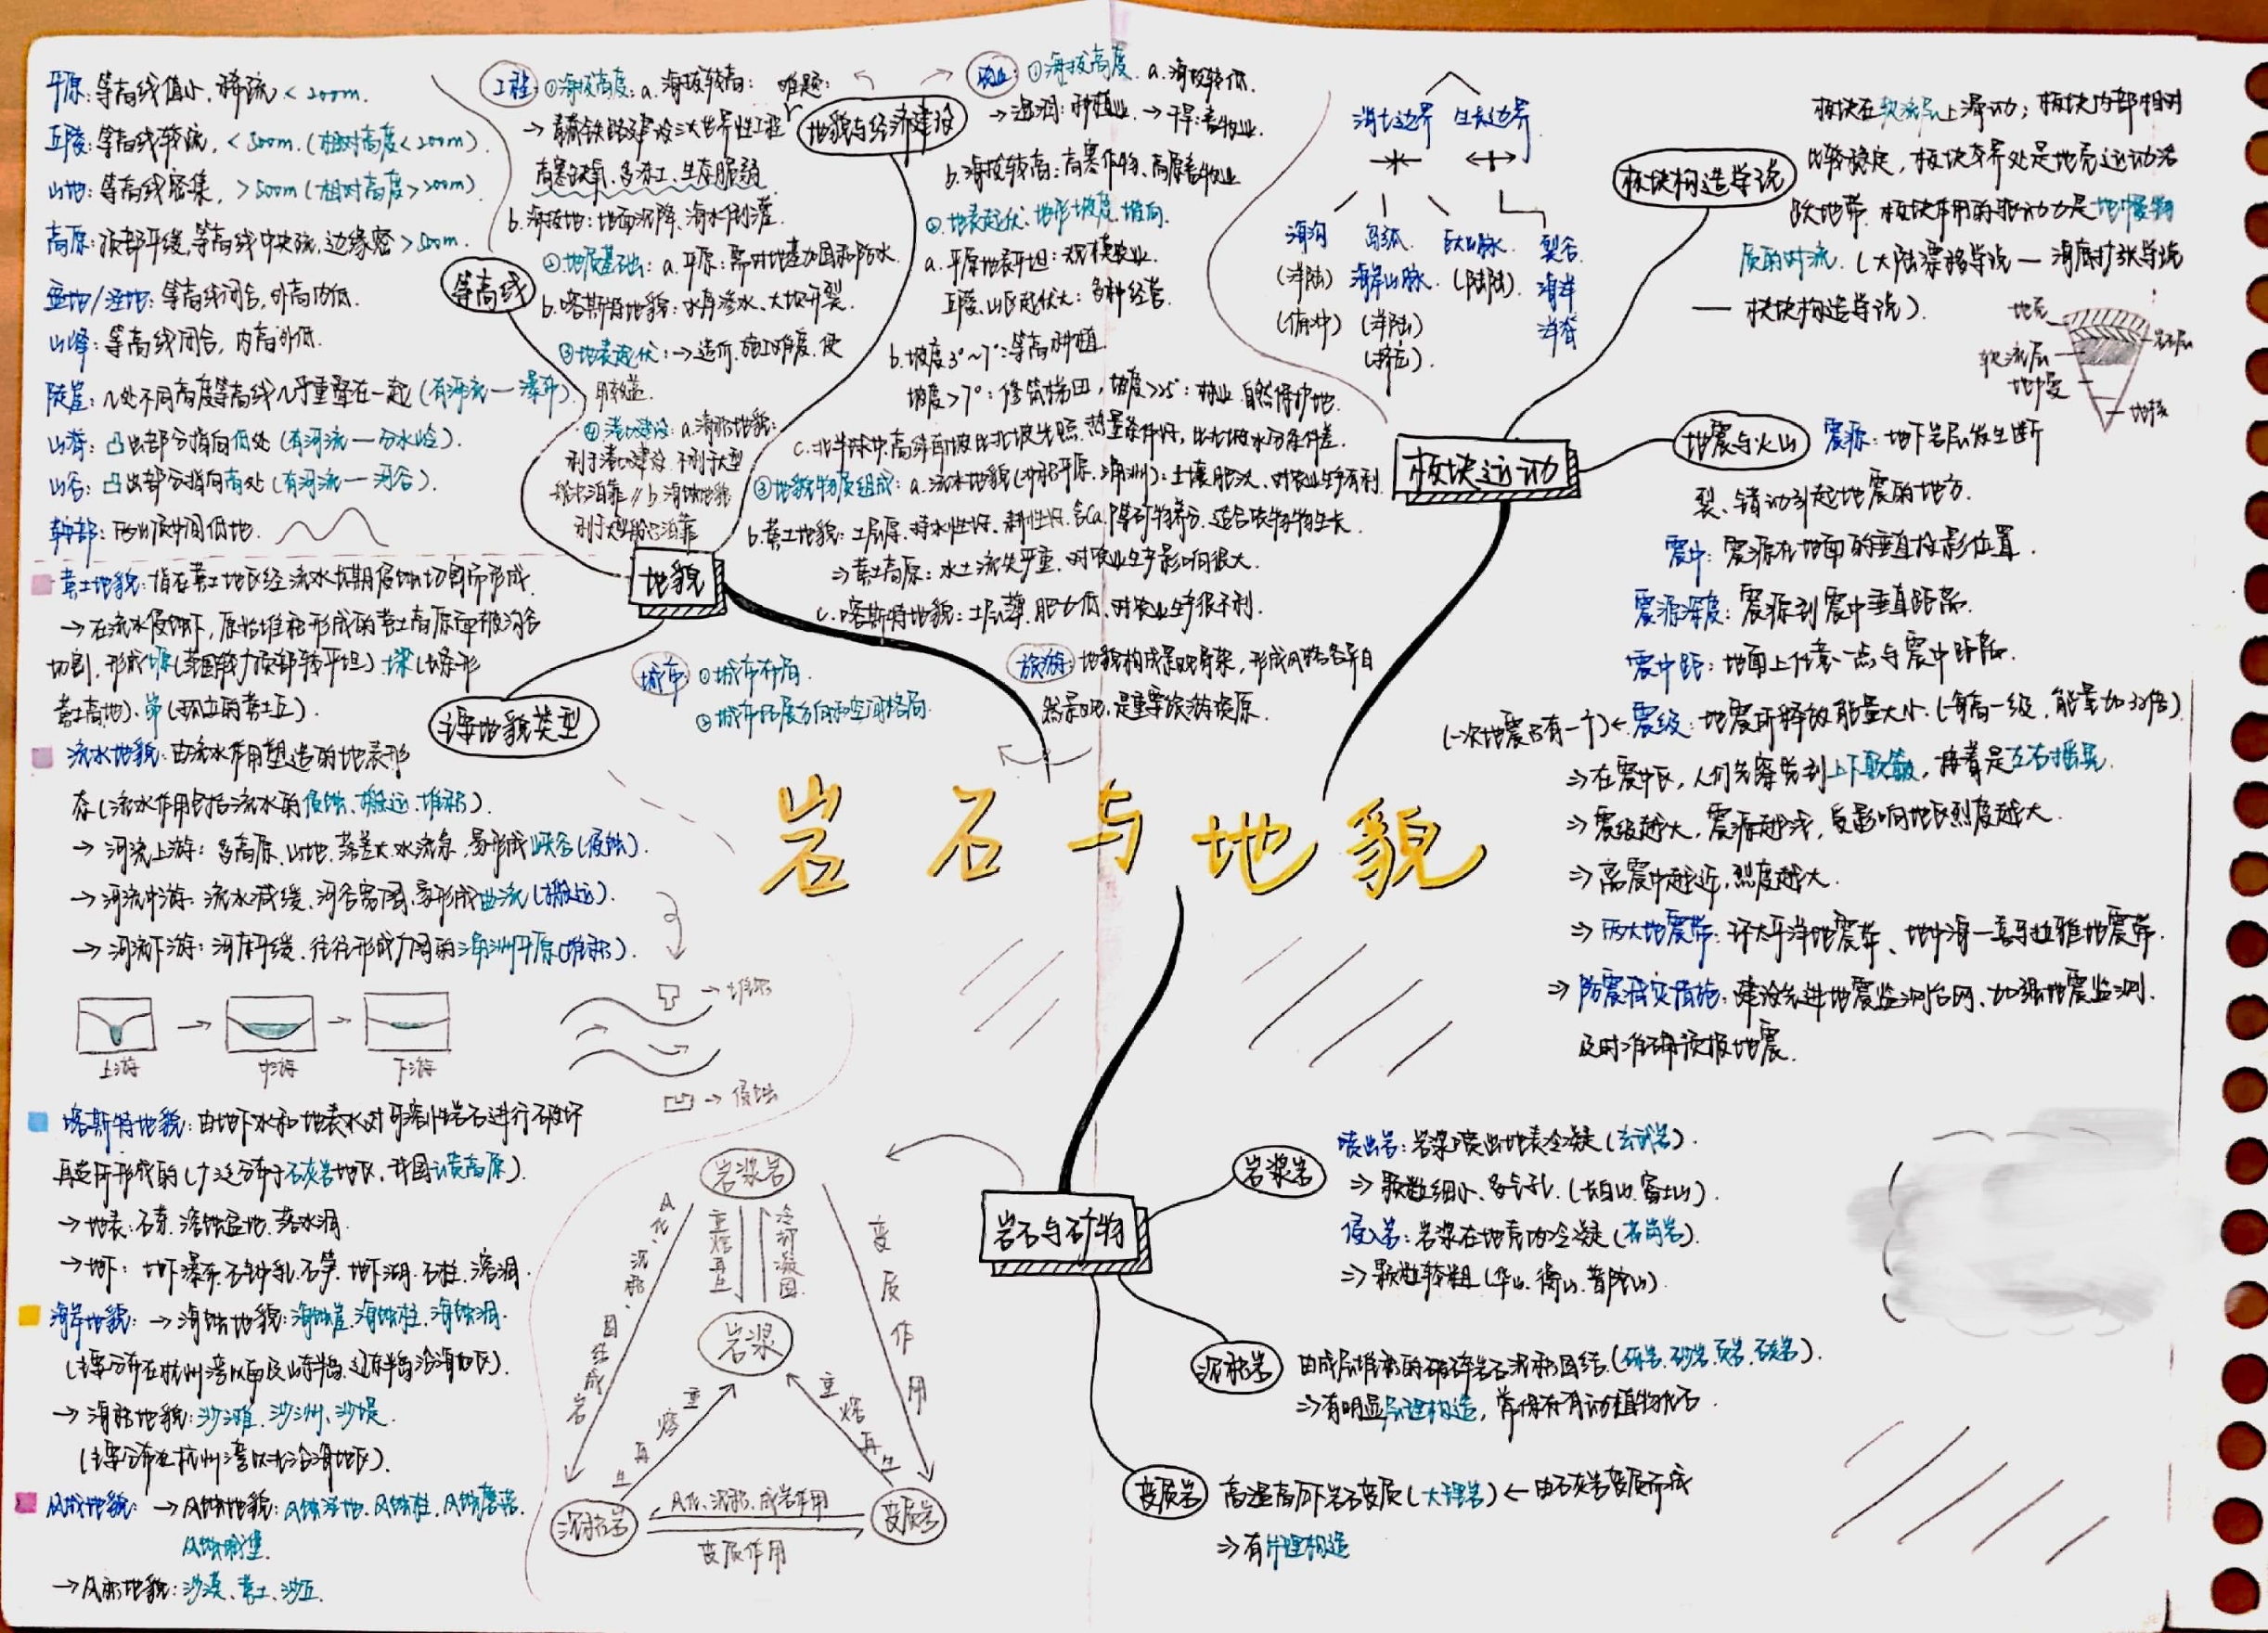 平原：等高线值小，稀疏＜200m.
丘陵：等高线较疏，＜500m.（相对高度＜200m）.
山地：等高线密集，＞500m（相对高度＞200m）.
高原：顶部平缓，等高线中央疏，边缘密＞500m.
盆地/洼地：等高线闭合，外高内低.
山峰：等高线闭合，内高外低.
陡崖：几处不同高度等高线几乎重叠在一起（有河流—瀑布）.
山脊：凸出部分指向低处（有河流—分水岭）.
山谷：凸出部分指向高处（有河流—河谷）.
鞍部：两山顶中间低地.
等高线
工程：①海拔高度：a.海拔较高：难题：
→青藏铁路建设三大世界性工程
高寒缺氧、多冻土、生态脆弱
b.海拔地：地面沉降、海水倒灌.
②地质基础：a.平原：需对地基加固和防水.
b.喀斯特地貌：水库渗水、大坝开裂.
③地表起伏：→造价、施工难度、使
用效益.
④港口建设：a.海积地貌：
利于港口建设，不利于大型
船舶泊靠 // b.海蚀地貌
利于大型船只泊靠
地貌与经济建设
农业：①海拔高度. a.海拔较低.
→湿润：种植业. →干旱：畜牧业.
b.海拔较高：高寒作物、高原畜牧业
②地表起伏、地形坡度、坡向.
a.平原地表平坦：规模农业.
丘陵、山区起伏大：多种经营.
b.坡度3°～7°：等高种植
坡度＞7°：修筑梯田，坡度＞25°：林业、自然保护地.
c.北半球中高纬南坡比北坡光照、热量条件好，比北坡水分条件差.
③地貌物质组成：a.流水地貌（冲积平原、三角洲）：土壤肥沃、对农业生产有利
b.黄土地貌：土层厚、持水性好、耕性好、含Ca、P等矿物养分、适合农作物生长
⇒黄土高原：水土流失严重，对农业生产影响很大.
c.喀斯特地貌：土层薄、肥力低、对农业生产很不利.
地貌
城市：①城市布局.
②城市拓展方向和空间格局.
旅游：地貌构成景观骨架，形成风格各异自
然景观，是重要旅游资源.
主要地貌类型
黄土地貌：指在黄土地区经流水长期侵蚀切割而形成.
→在流水侵蚀下，原始堆积形成的黄土高原面被沟谷
切割，形成塬（范围较大顶部较平坦）梁（长条形
黄土高地）、峁（孤立的黄土丘）.
流水地貌：由流水作用塑造的地表形
态（流水作用包括流水的侵蚀、搬运、堆积）.
→河流上游：多高原、山地、落差大、水流急，易形成峡谷（侵蚀）.
→河流中游：流水减缓、河谷宽阔、易形成曲流（搬运）.
→河流下游：河床平缓、往往形成广阔的三角洲平原（堆积）.
上游
中游
下游
凸→堆积
凹→侵蚀
喀斯特地貌：由地下水和地表水对可溶性岩石进行不破坏
再造所形成的（广泛分布于石灰岩地区，我国云贵高原）.
→地表：石芽、溶蚀盆地、落水洞.
→地下：地下瀑布、石钟乳、石笋、地下湖、石柱、溶洞.
海岸地貌：→海蚀地貌：海蚀崖、海蚀柱、海蚀洞.
（主要分布在杭州湾以南及山东半岛、辽东半岛沿海地区）.
→海积地貌：沙滩、沙洲、沙堤.
（主要分布在杭州湾以北沿海地区）.
风成地貌：→风蚀地貌：风蚀洼地、风蚀柱、风蚀蘑菇.
风蚀城堡.
→风积地貌：沙漠、黄土、沙丘.
岩石与地貌
消亡边界 生长边界
海沟 岛弧. 巨大山脉. 裂谷.
（洋陆） 海岸山脉. （陆陆）. 海洋
（俯冲） （洋陆） 洋脊
（挤压）.
板块构造学说
板块在软流层上滑动；板块内部相对
比较稳定，板块交界处是地壳运动活
跃地带. 板块作用的驱动力是地幔物
质的对流.（大陆漂移学说—海底扩张学说
—板块构造学说）.
地壳
岩石层
软流层
地幔
地核
板块运动
地震与火山
震源：地下岩层发生断
裂、错动引起地震的地方.
震中：震源在地面的垂直投影位置.
震源深度：震源到震中垂直距离.
震中距：地面上任意一点与震中距离.
（一次地震只有一个）←震级：地震所释放能量大小.（每高一级，能量加32倍）
⇒在震中区，人们先察觉到上下颠簸，接着是左右摇晃.
⇒震级越大，震源越浅，受影响地区烈度越大.
⇒离震中越近，烈度越大.
⇒两大地震带：环太平洋地震带、地中海—喜马拉雅地震带.
⇒防震减灾措施：建设先进地震监测台网、加强地震监测.
及时准确预报地震.
岩石与矿物
岩浆岩
喷出岩：岩浆喷出地表冷凝（玄武岩）.
⇒颗粒细小、多气孔.（长白山、富士山）.
侵入岩：岩浆在地壳内冷凝（花岗岩）.
⇒颗粒较粗（华山、衡山、普陀山）.
沉积岩
由成层堆积的破碎岩石沉积固结.（砾岩、砂岩、页岩、石灰岩）.
⇒有明显层理构造，常保存有动植物化石.
变质岩
高温高压下岩石变质（大理岩）←由石灰岩变质而成
⇒有片理构造
岩浆岩
风化、沉积、固结成岩
重熔再生
冷却凝固
变质作用
岩浆
重熔再生
重熔再生
沉积岩
风化、沉积、成岩作用
变质作用
变质岩